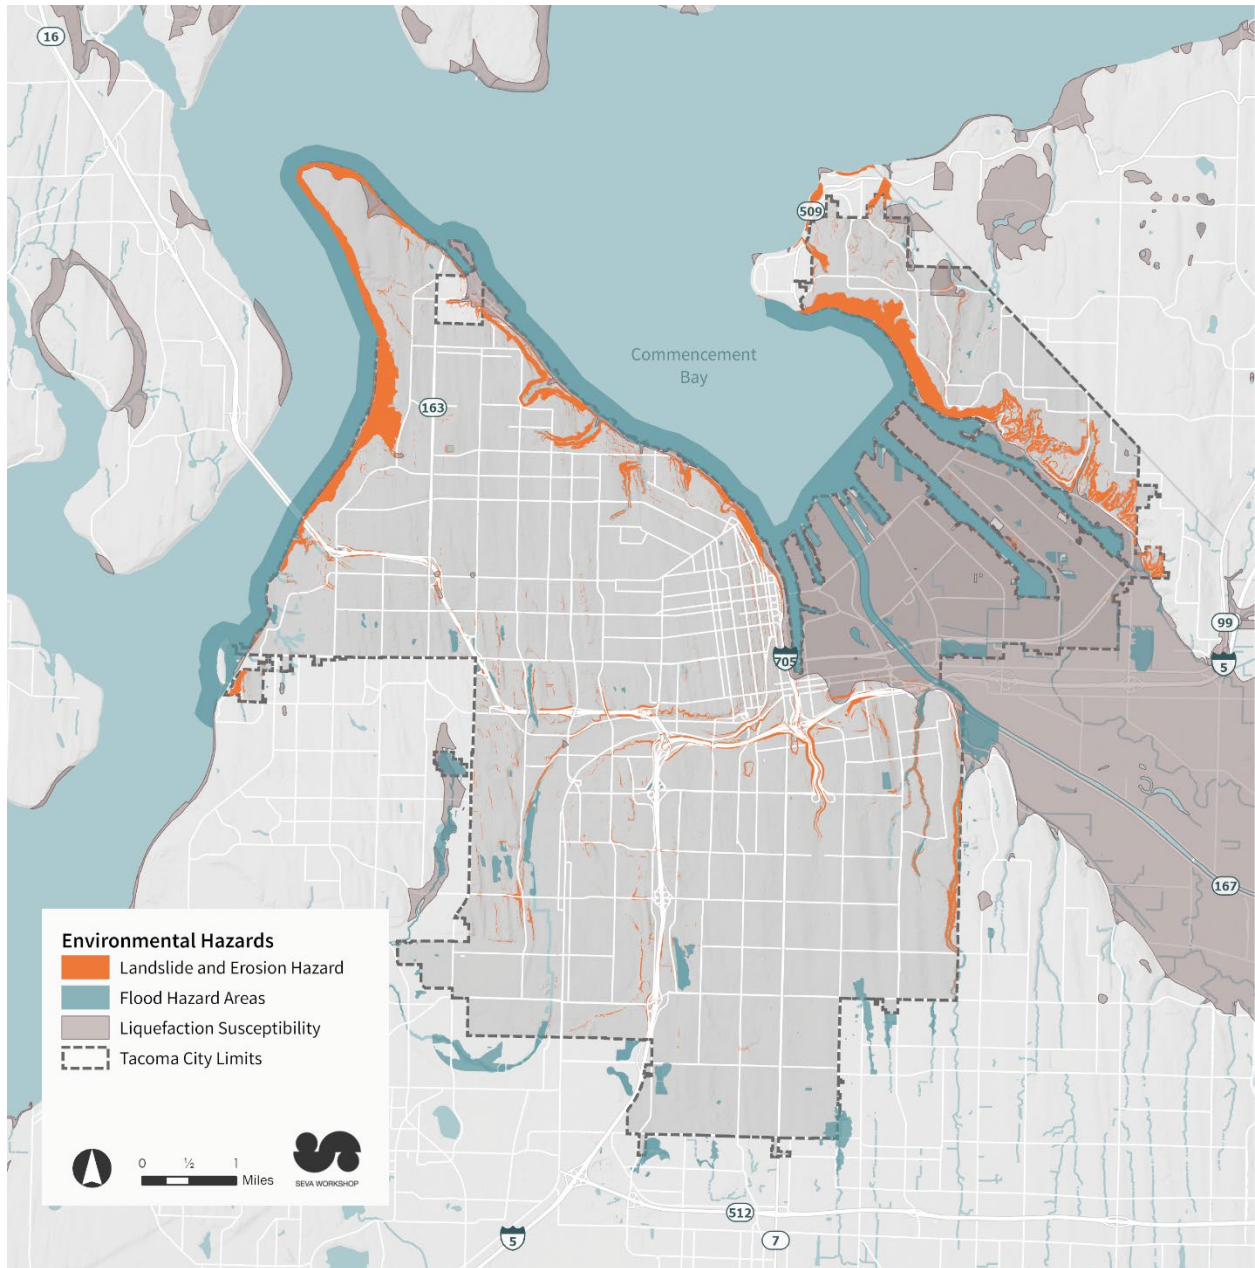 16
509
Commencement
Bay
163
705
99
5
167
Environmental Hazards
Landslide and Erosion Hazard
Flood Hazard Areas
Liquefaction Susceptibility
Tacoma City Limits
0 ½ 1
Miles
SEVA WORKSHOP
512
5
7